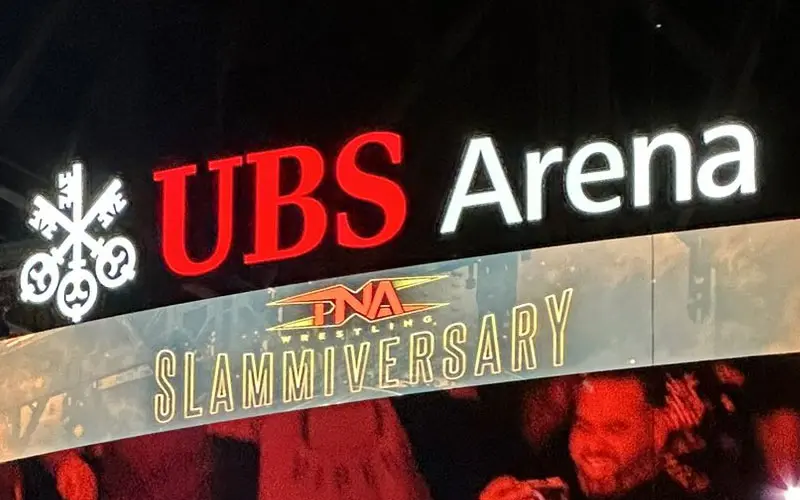 UBS Arena
TNA
WRESTLING
SLAMMIVERSARY